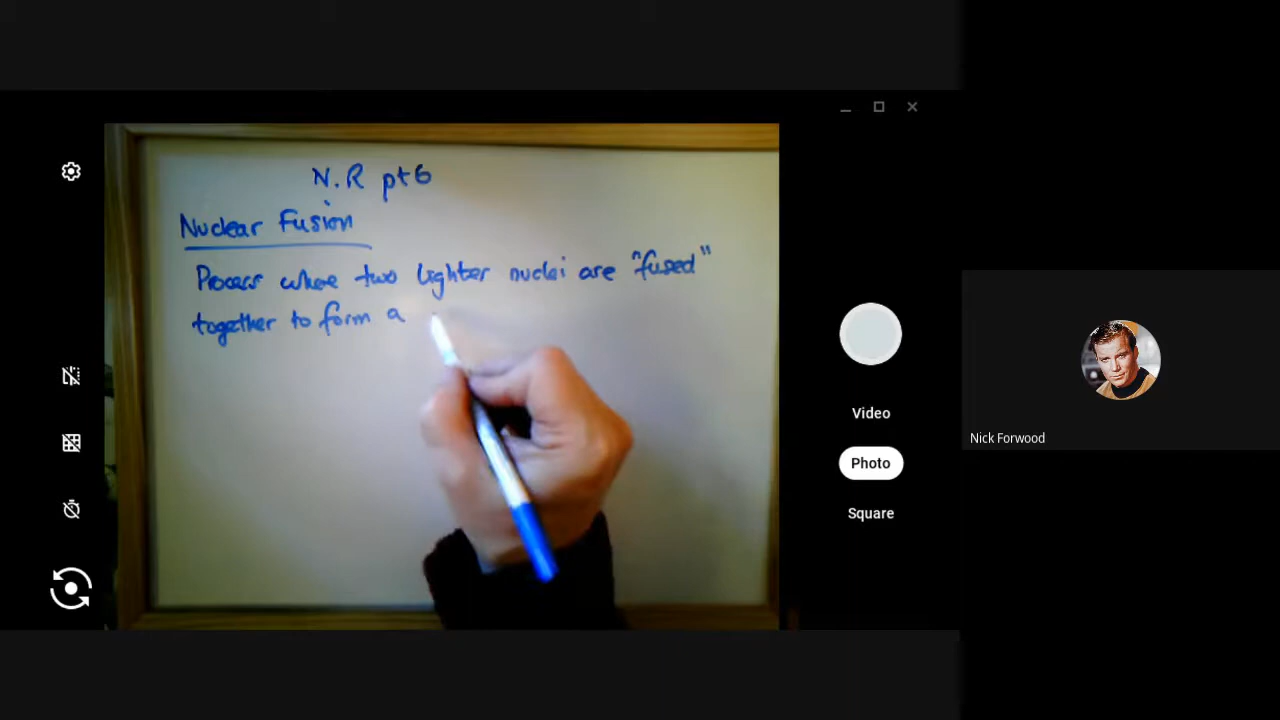 N.R pt6
Nuclear Fusion
Process where two lighter nuclei are "fused"
together to form a
Video
Photo
Square
Nick Forwood